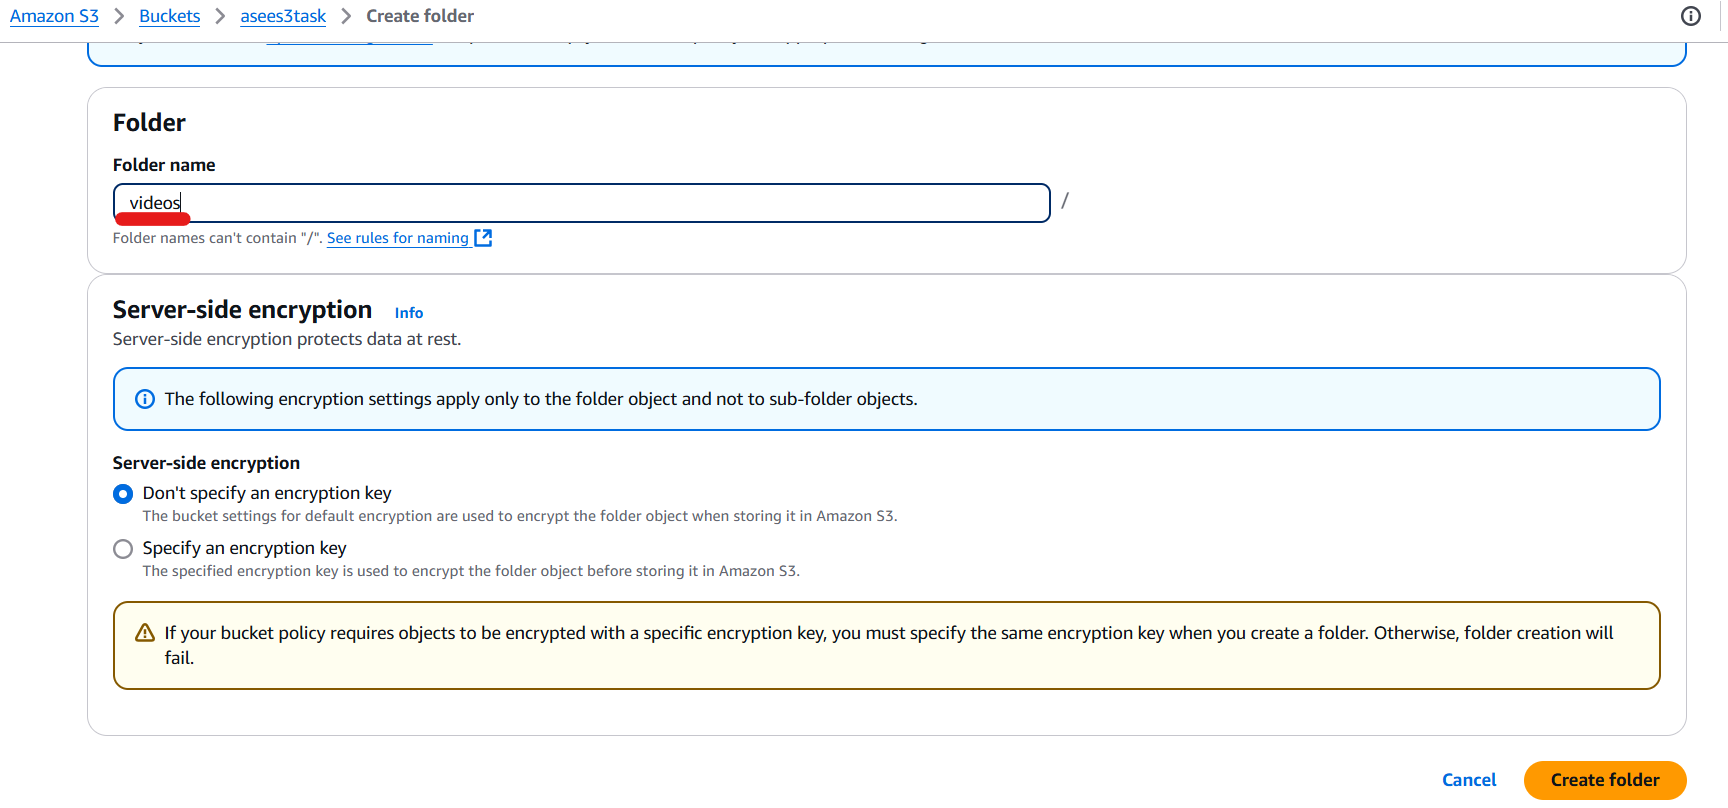 Amazon S3 > Buckets > asees3task > Create folder
Folder
Folder name
videos
/
Folder names can't contain "/". See rules for naming
Server-side encryption Info
Server-side encryption protects data at rest.
The following encryption settings apply only to the folder object and not to sub-folder objects.
Server-side encryption
Don't specify an encryption key
The bucket settings for default encryption are used to encrypt the folder object when storing it in Amazon S3.
Specify an encryption key
The specified encryption key is used to encrypt the folder object before storing it in Amazon S3.
If your bucket policy requires objects to be encrypted with a specific encryption key, you must specify the same encryption key when you create a folder. Otherwise, folder creation will
fail.
Cancel Create folder